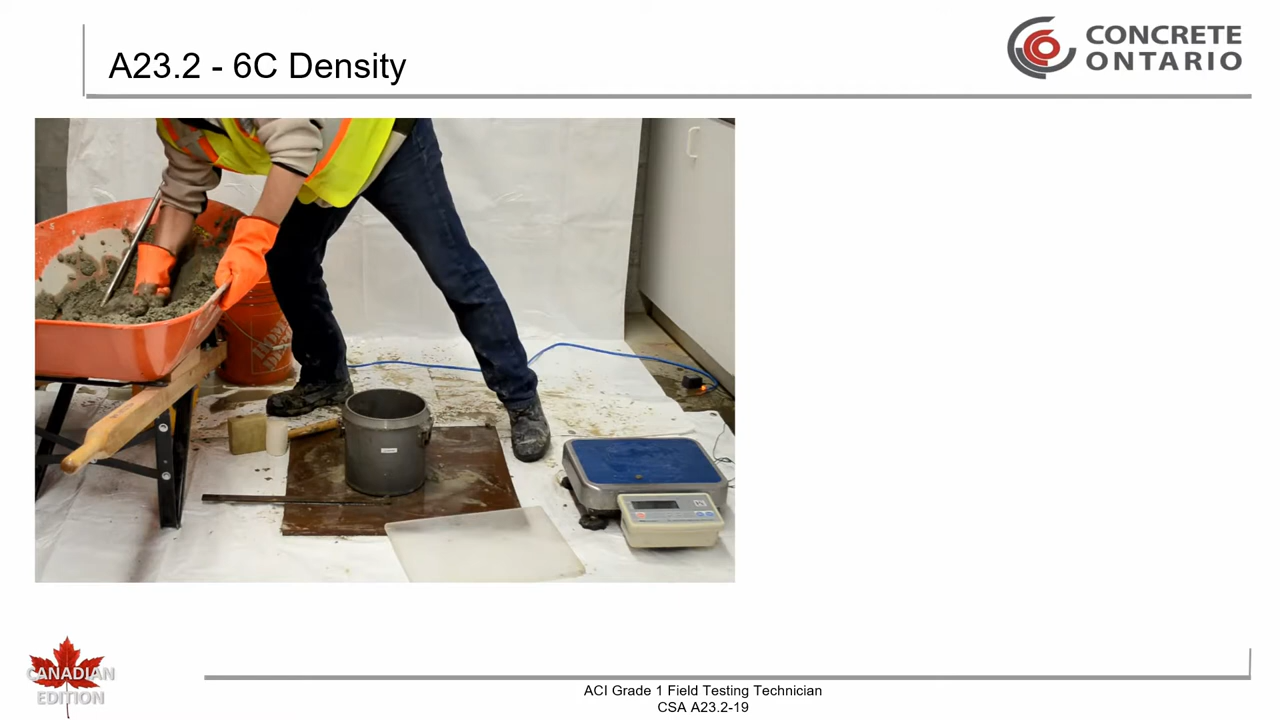 A23.2 - 6C Density
CONCRETE
ONTARIO
CANADIAN
EDITION
ACI Grade 1 Field Testing Technician
CSA A23.2-19